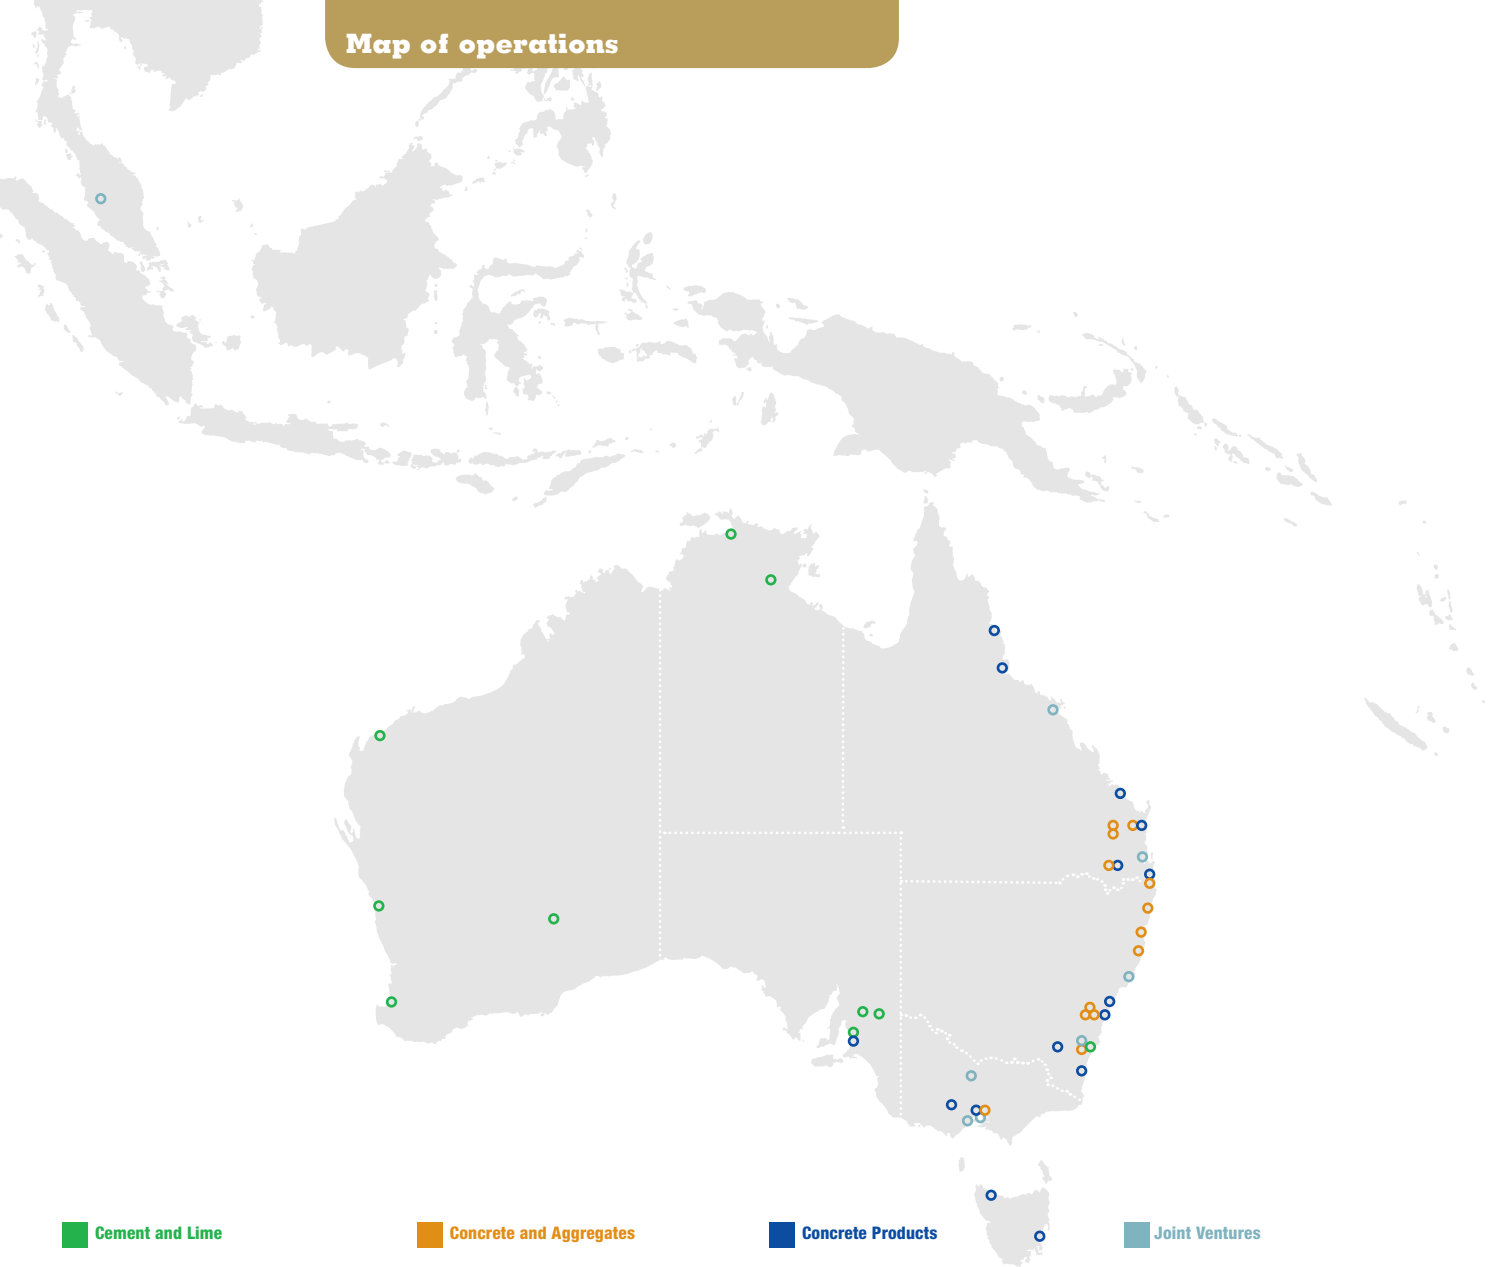 Map of operations
Cement and Lime
Concrete and Aggregates
Concrete Products
Joint Ventures